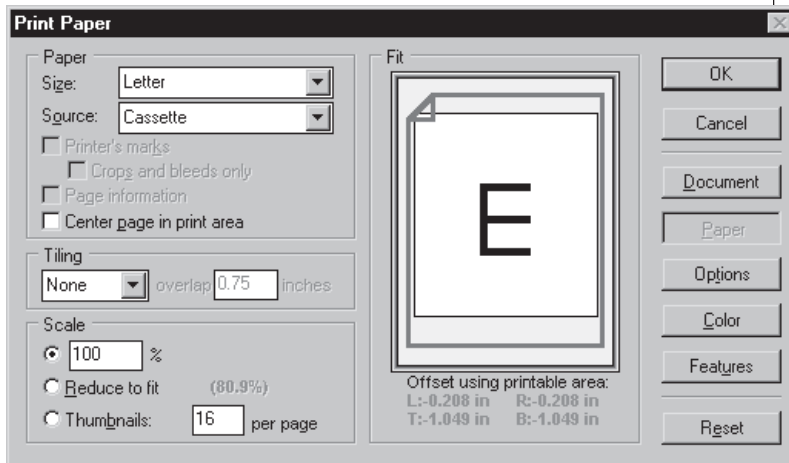 Print Paper
Paper
Size: Letter
Source: Cassette
Printer's marks
Crops and bleeds only
Page information
Center page in print area
Tiling
None overlap 0.75 inches
Scale
100 %
Reduce to fit (80.9%)
Thumbnails: 16 per page
Fit
E
Offset using printable area:
L:-0.208 in R:-0.208 in
T:-1.049 in B:-1.049 in
OK
Cancel
Document
Paper
Options
Color
Features
Reset